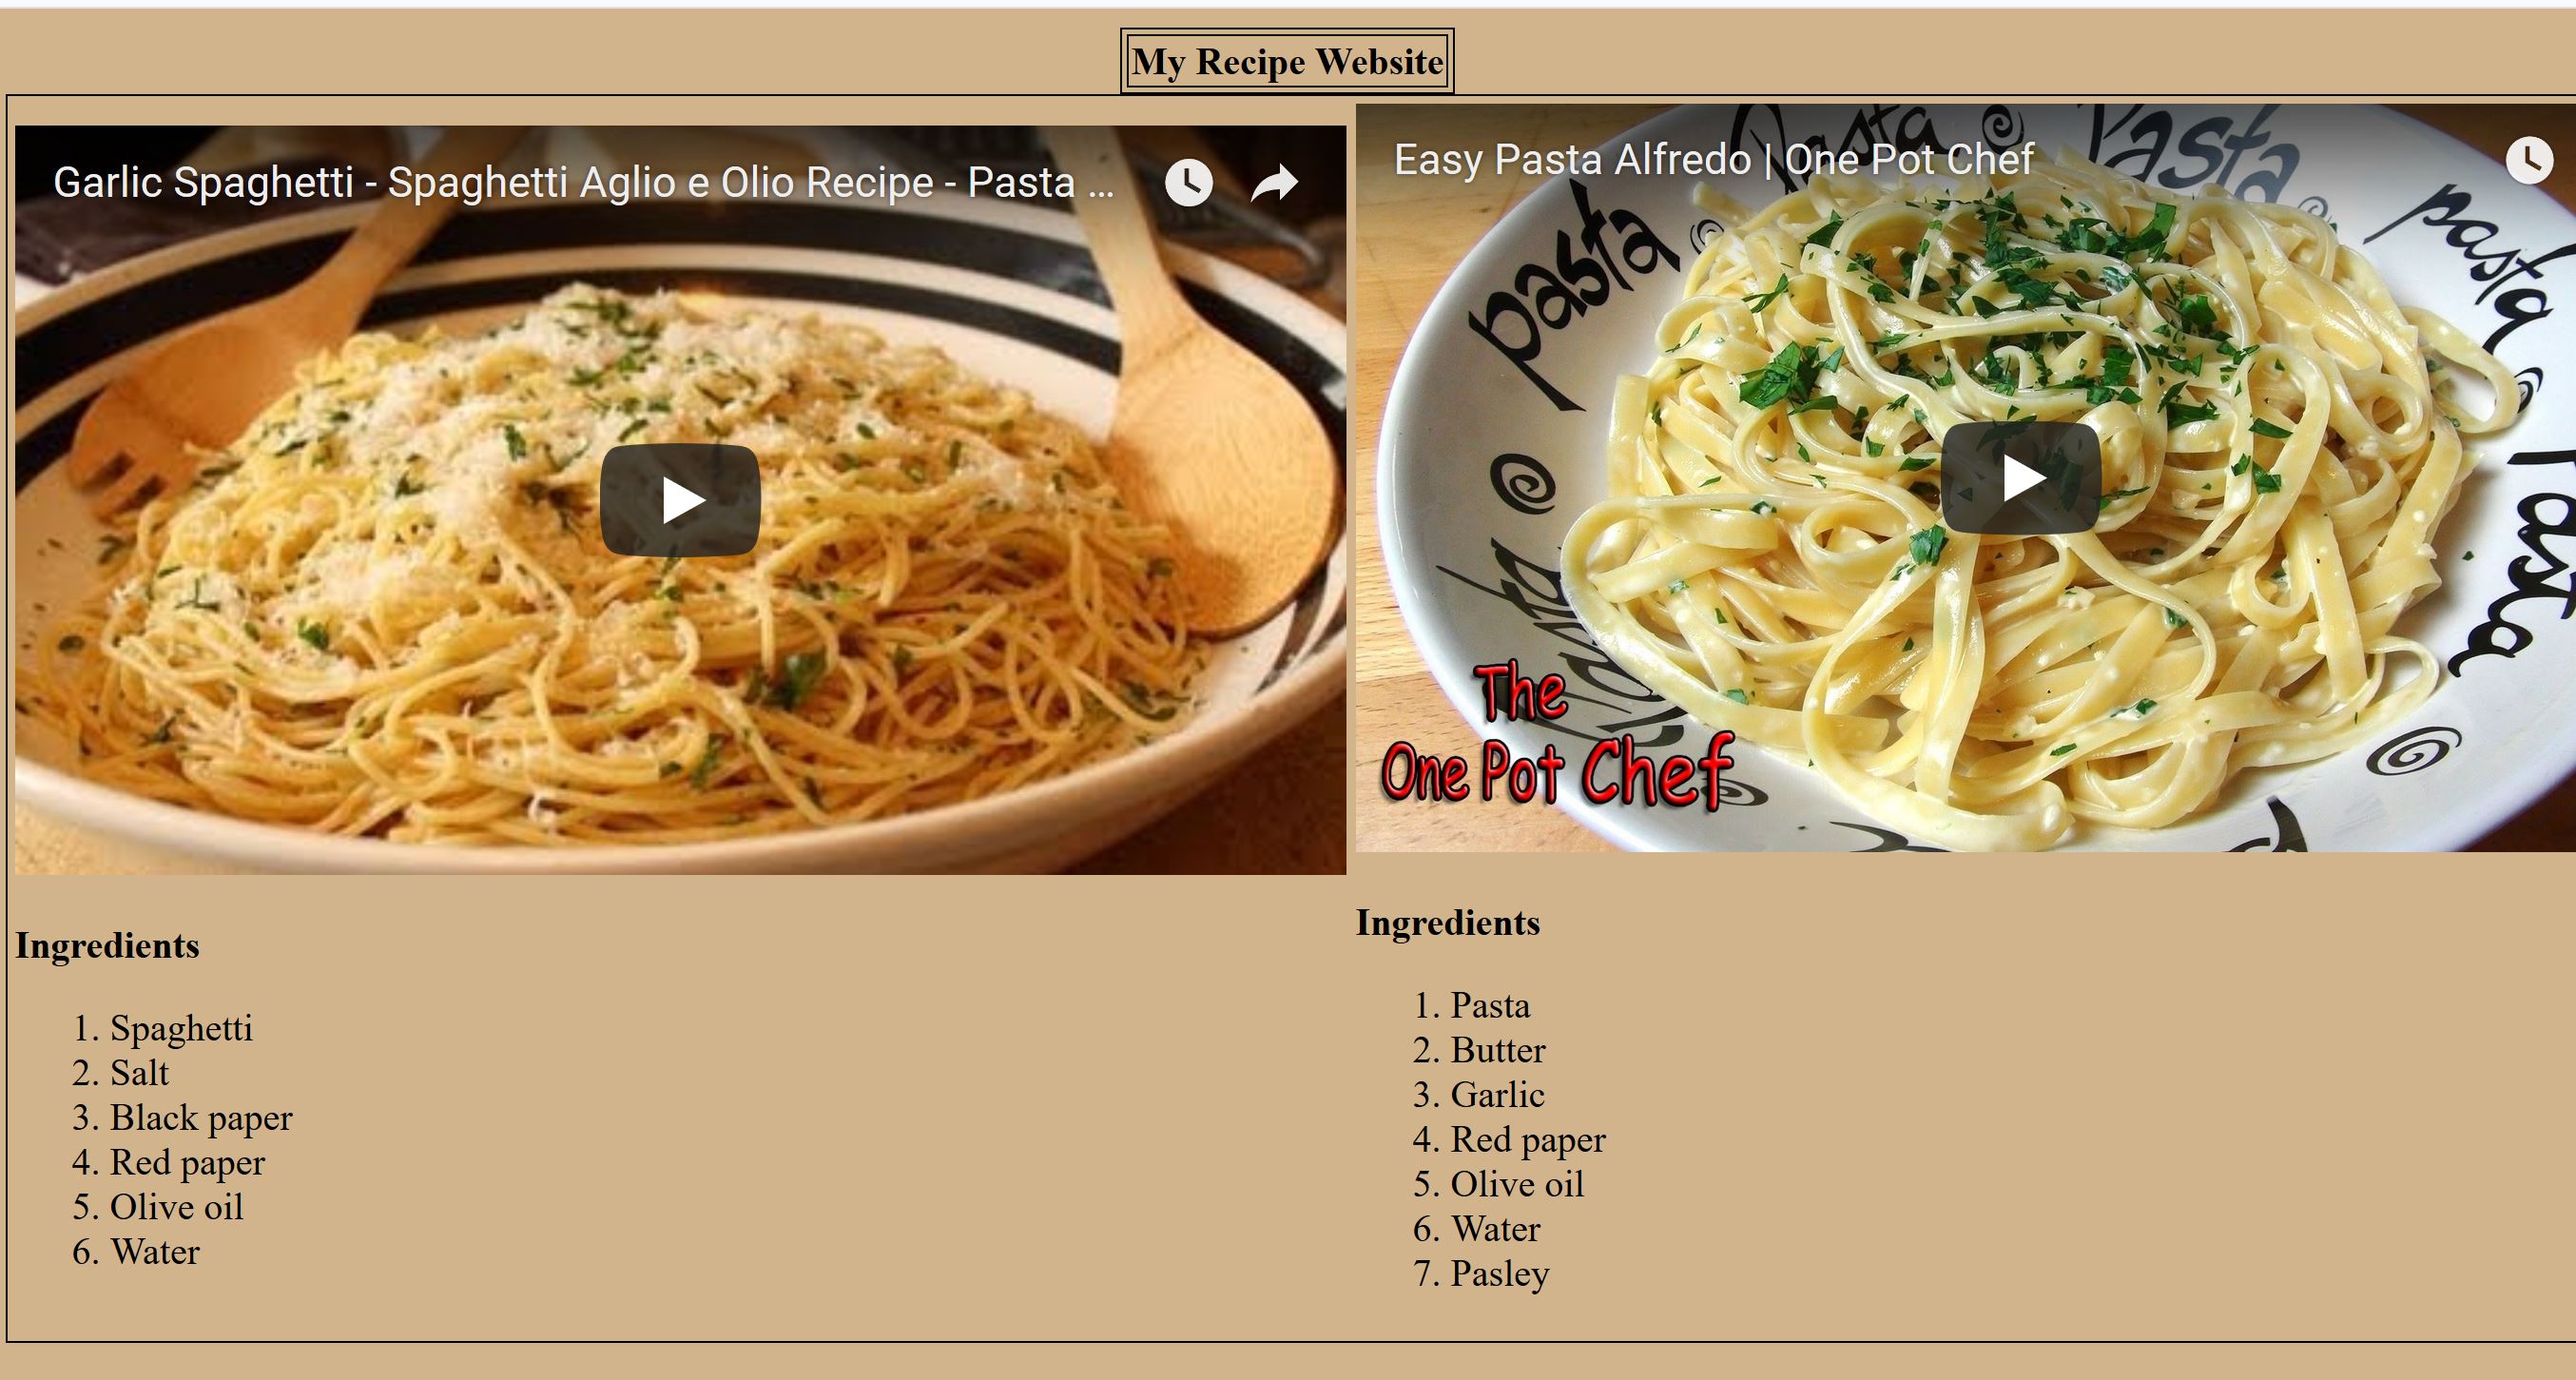 My Recipe Website
Garlic Spaghetti - Spaghetti Aglio e Olio Recipe - Pasta ...
Ingredients
1. Spaghetti
2. Salt
3. Black paper
4. Red paper
5. Olive oil
6. Water
Easy Pasta Alfredo | One Pot Chef
Pasta
Pasta
pasta
pasta
Pasta
The
One Pot Chef
Ingredients
1. Pasta
2. Butter
3. Garlic
4. Red paper
5. Olive oil
6. Water
7. Pasley